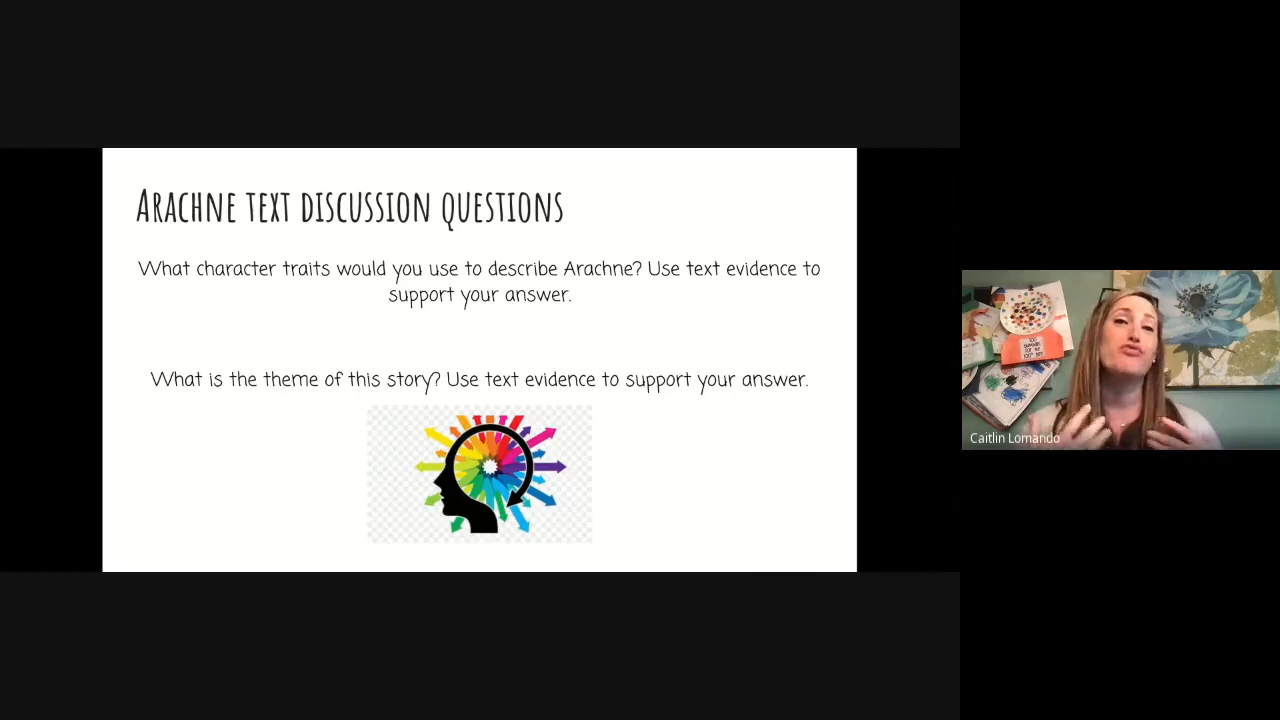 Arachne text discussion questions
What character traits would you use to describe Arachne? Use text evidence to
support your answer.
What is the theme of this story? Use text evidence to support your answer.
Caitlin Lomando